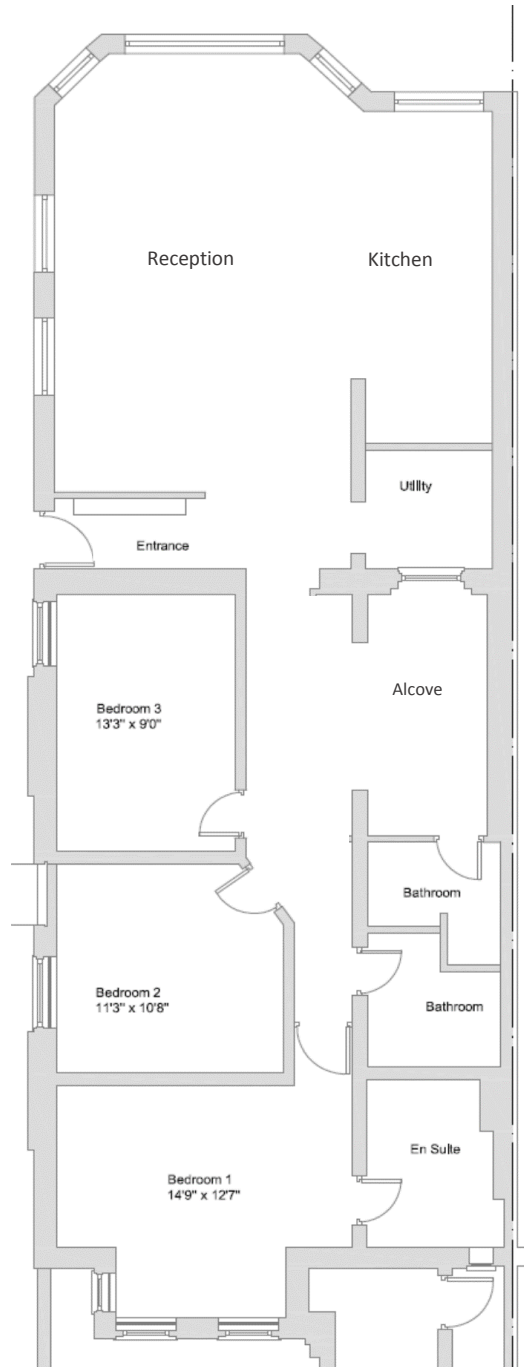 Reception
Kitchen
Utility
Entrance
Bedroom 3
13'3" x 9'0"
Alcove
Bathroom
Bedroom 2
11'3" x 10'8"
Bathroom
En Suite
Bedroom 1
14'9" x 12'7"